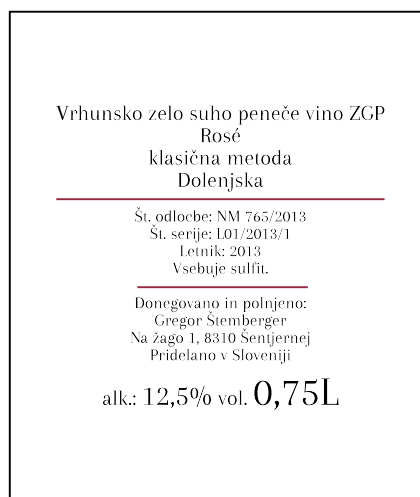 Vrhunsko zelo suho peneče vino ZGP
Rosé
klasična metoda
Dolenjska
Št. odlocbe: NM 765/2013
Št. serije: L01/2013/1
Letnik: 2013
Vsebuje sulfit.
Donegovano in polnjeno:
Gregor Štemberger
Na žago 1, 8310 Šentjernej
Pridelano v Sloveniji
alk.: 12,5% vol. 0,75L